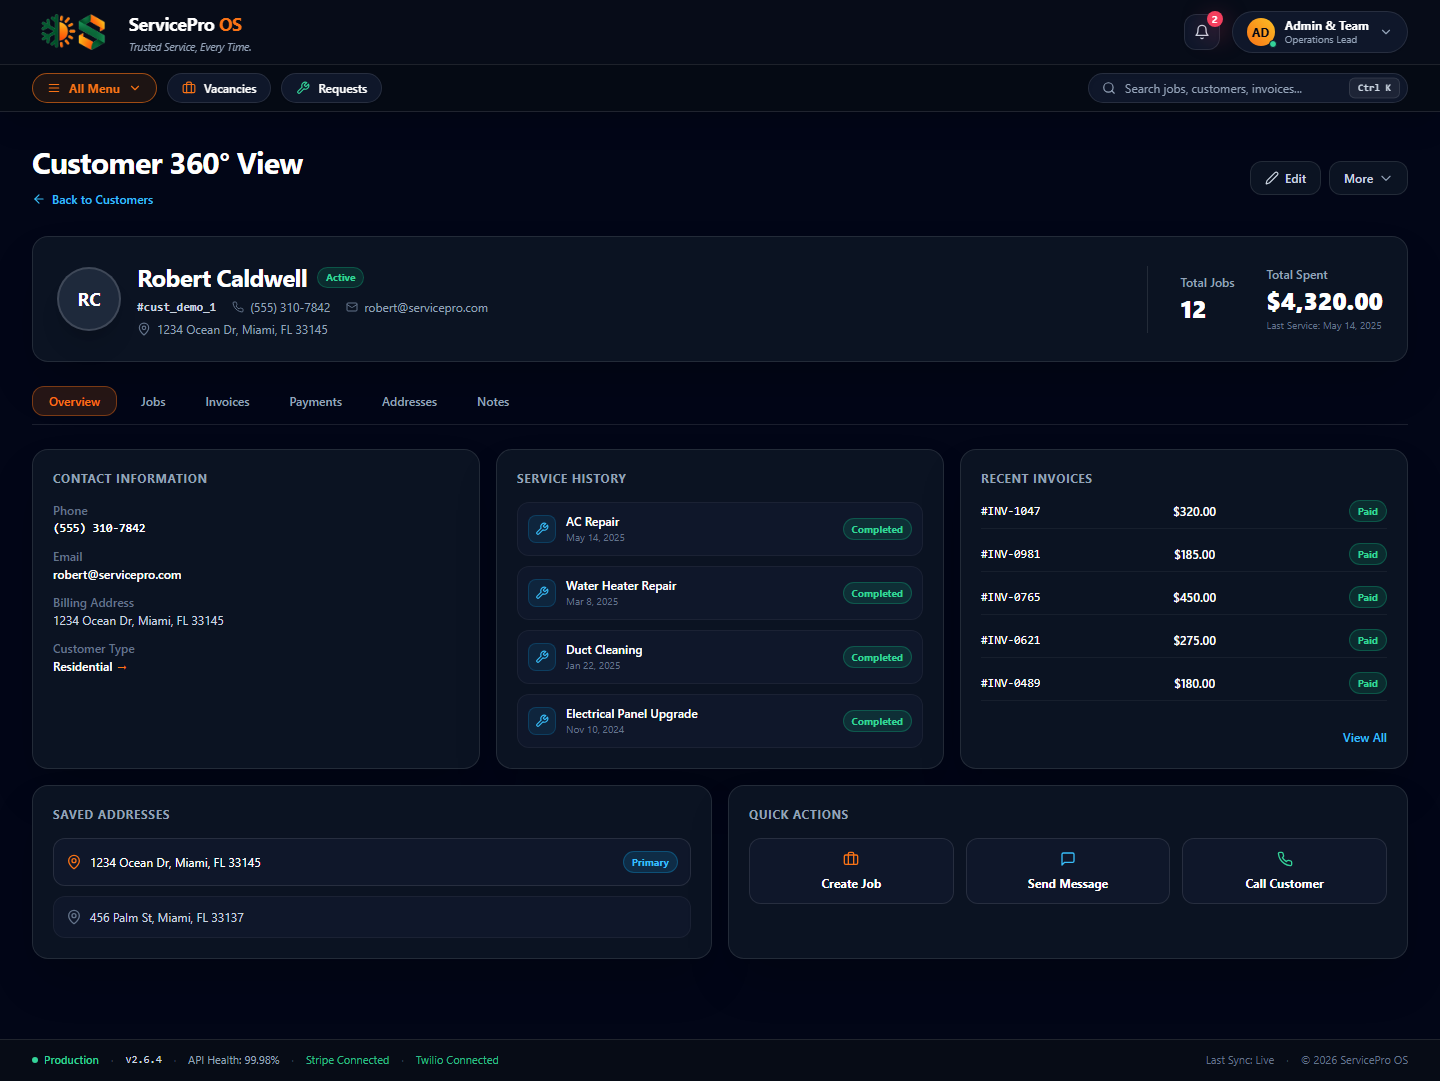 ServicePro OS
Trusted Service, Every Time.
2
AD
Admin & Team
Operations Lead
All Menu
Vacancies
Requests
Search jobs, customers, invoices...
Ctrl K
Customer 360° View
← Back to Customers
Edit
More
RC
Robert Caldwell
Active
#cust_demo_1
(555) 310-7842
robert@servicepro.com
1234 Ocean Dr, Miami, FL 33145
Total Jobs
12
Total Spent
$4,320.00
Last Service: May 14, 2025
Overview
Jobs
Invoices
Payments
Addresses
Notes
CONTACT INFORMATION
Phone
(555) 310-7842
Email
robert@servicepro.com
Billing Address
1234 Ocean Dr, Miami, FL 33145
Customer Type
Residential →
SERVICE HISTORY
AC Repair
May 14, 2025
Completed
Water Heater Repair
Mar 8, 2025
Completed
Duct Cleaning
Jan 22, 2025
Completed
Electrical Panel Upgrade
Nov 10, 2024
Completed
RECENT INVOICES
#INV-1047 $320.00 Paid
#INV-0981 $185.00 Paid
#INV-0765 $450.00 Paid
#INV-0621 $275.00 Paid
#INV-0489 $180.00 Paid
View All
SAVED ADDRESSES
1234 Ocean Dr, Miami, FL 33145
Primary
456 Palm St, Miami, FL 33137
QUICK ACTIONS
Create Job
Send Message
Call Customer
Production · v2.6.4 · API Health: 99.98% · Stripe Connected · Twilio Connected
Last Sync: Live · © 2026 ServicePro OS